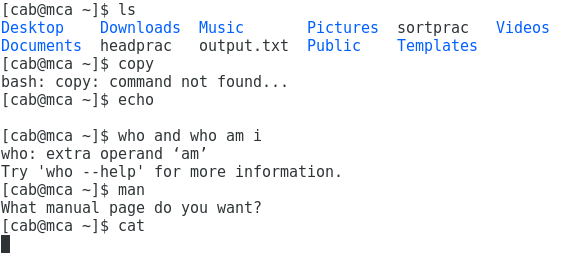 [cab@mca ~]$ ls
Desktop    Downloads  Music       Pictures  sortprac   Videos
Documents  headprac   output.txt  Public    Templates
[cab@mca ~]$ copy
bash: copy: command not found...
[cab@mca ~]$ echo

[cab@mca ~]$ who and who am i
who: extra operand ‘am’
Try 'who --help' for more information.
[cab@mca ~]$ man
What manual page do you want?
[cab@mca ~]$ cat